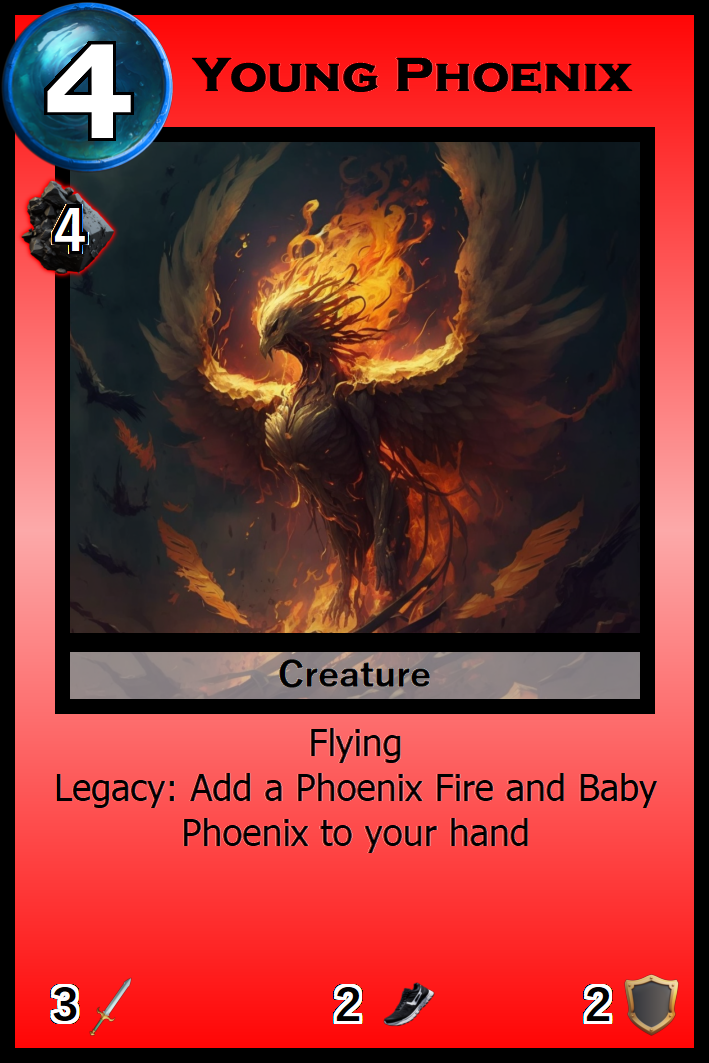 4
Young Phoenix
4
Creature
Flying
Legacy: Add a Phoenix Fire and Baby
Phoenix to your hand
3
2
2